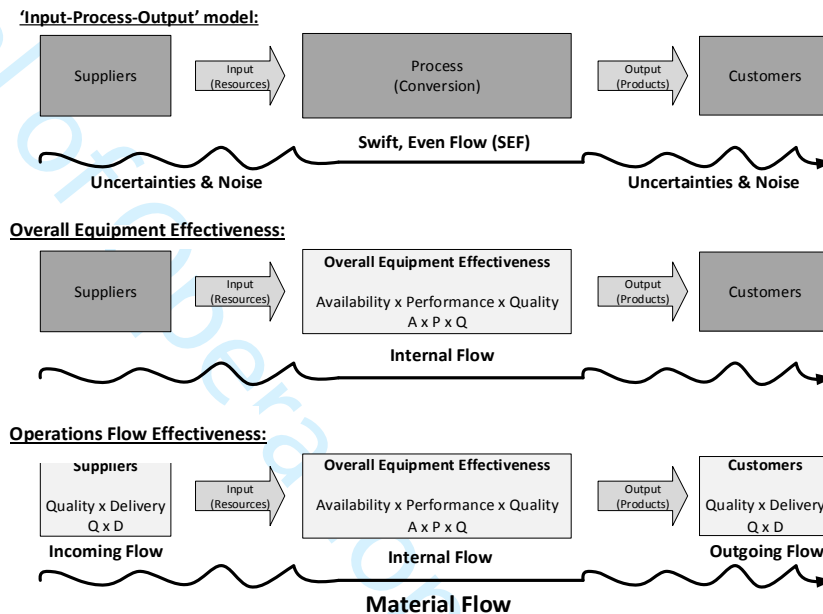 'Input-Process-Output' model:
Suppliers
Input
(Resources)
Process
(Conversion)
Output
(Products)
Customers
Swift, Even Flow (SEF)
Uncertainties & Noise
Uncertainties & Noise
Overall Equipment Effectiveness:
Suppliers
Input
(Resources)
Overall Equipment Effectiveness
Availability x Performance x Quality
A x P x Q
Output
(Products)
Customers
Internal Flow
Operations Flow Effectiveness:
Suppliers
Quality x Delivery
Q x D
Input
(Resources)
Overall Equipment Effectiveness
Availability x Performance x Quality
A x P x Q
Output
(Products)
Customers
Quality x Delivery
Q x D
Incoming Flow
Internal Flow
Outgoing Flow
Material Flow